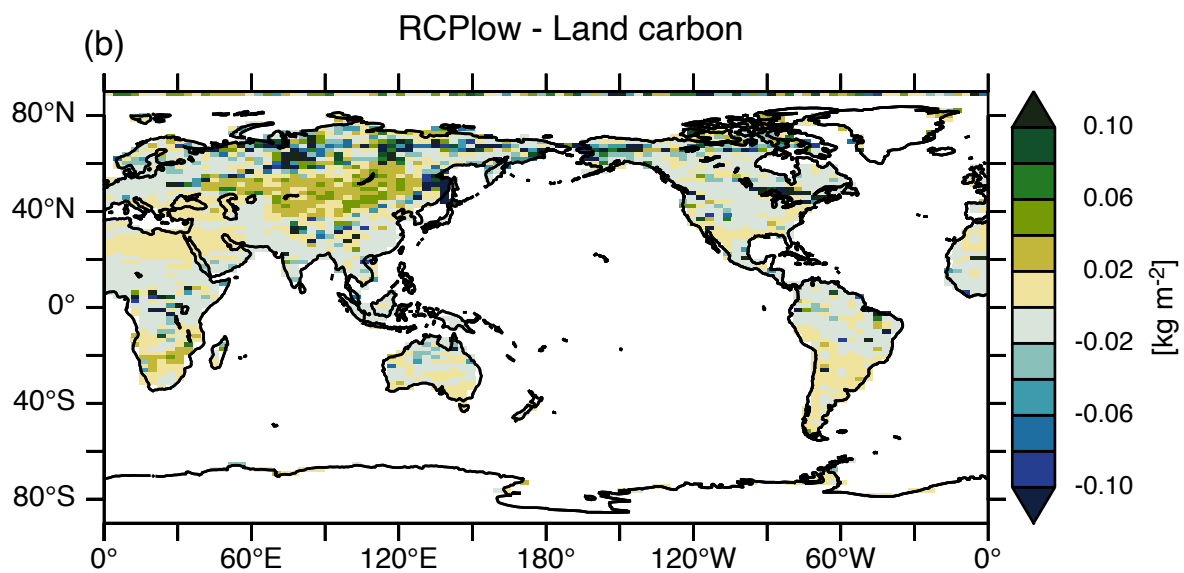 RCPlow - Land carbon
(b)
80°N
40°N
0°
40°S
80°S
0°
60°E
120°E
180°
120°W
60°W
0°
0.10
0.06
0.02
-0.02
-0.06
-0.10
[kg m⁻²]